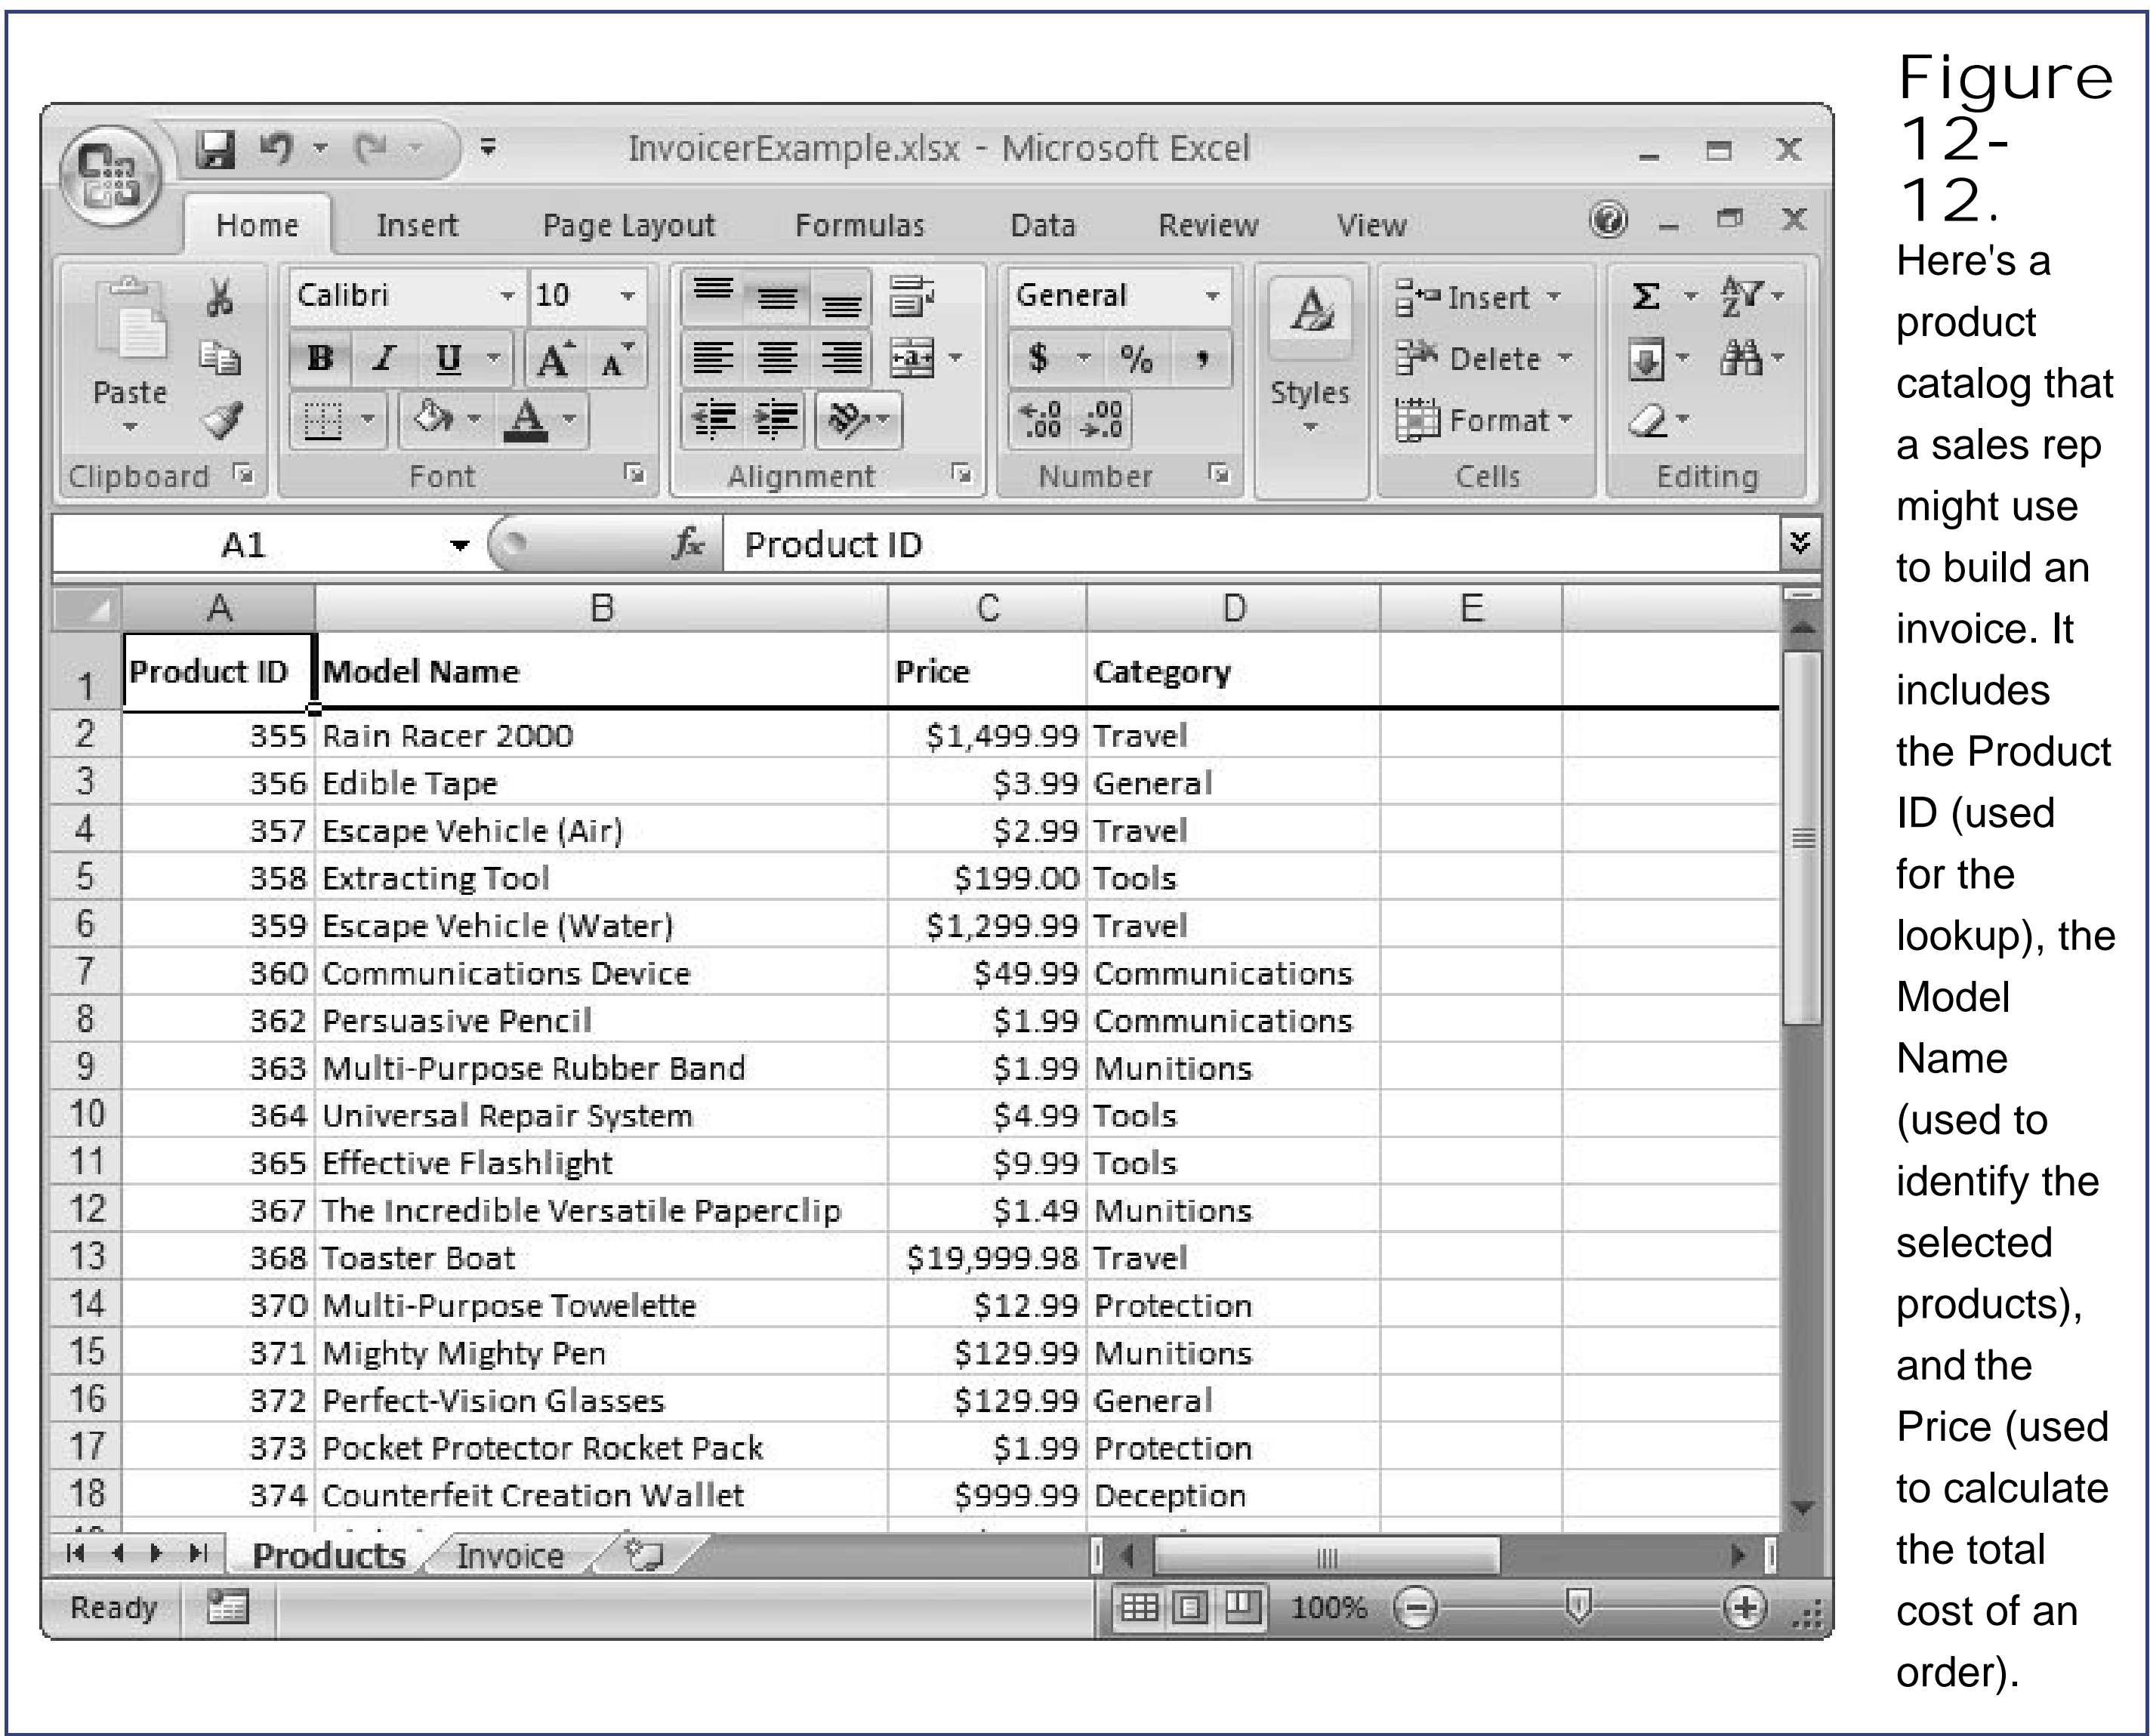 InvoicerExample.xlsx - Microsoft Excel
Home Insert Page Layout Formulas Data Review View
Calibri 10 General Insert Σ
B I U A A $ % , Delete
Paste A Styles Format
Clipboard Font Alignment Number Cells Editing
A1 fx Product ID
A B C D E
1 Product ID Model Name Price Category
2 355 Rain Racer 2000 $1,499.99 Travel
3 356 Edible Tape $3.99 General
4 357 Escape Vehicle (Air) $2.99 Travel
5 358 Extracting Tool $199.00 Tools
6 359 Escape Vehicle (Water) $1,299.99 Travel
7 360 Communications Device $49.99 Communications
8 362 Persuasive Pencil $1.99 Communications
9 363 Multi-Purpose Rubber Band $1.99 Munitions
10 364 Universal Repair System $4.99 Tools
11 365 Effective Flashlight $9.99 Tools
12 367 The Incredible Versatile Paperclip $1.49 Munitions
13 368 Toaster Boat $19,999.98 Travel
14 370 Multi-Purpose Towelette $12.99 Protection
15 371 Mighty Mighty Pen $129.99 Munitions
16 372 Perfect-Vision Glasses $129.99 General
17 373 Pocket Protector Rocket Pack $1.99 Protection
18 374 Counterfeit Creation Wallet $999.99 Deception
Products Invoice
Ready 100%
Figure
12-
12.
Here's a
product
catalog that
a sales rep
might use
to build an
invoice. It
includes
the Product
ID (used
for the
lookup), the
Model
Name
(used to
identify the
selected
products),
and the
Price (used
to calculate
the total
cost of an
order).